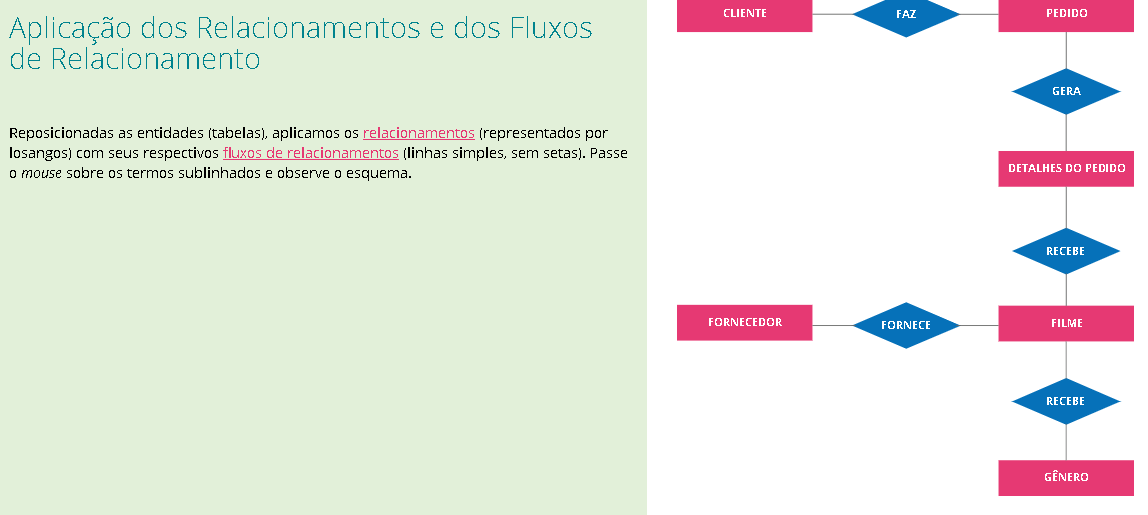 Aplicação dos Relacionamentos e dos Fluxos
de Relacionamento
Reposicionadas as entidades (tabelas), aplicamos os relacionamentos (representados por
losangos) com seus respectivos fluxos de relacionamentos (linhas simples, sem setas). Passe
o mouse sobre os termos sublinhados e observe o esquema.
CLIENTE
FAZ
PEDIDO
GERA
DETALHES DO PEDIDO
RECEBE
FORNECEDOR
FORNECE
FILME
RECEBE
GÊNERO